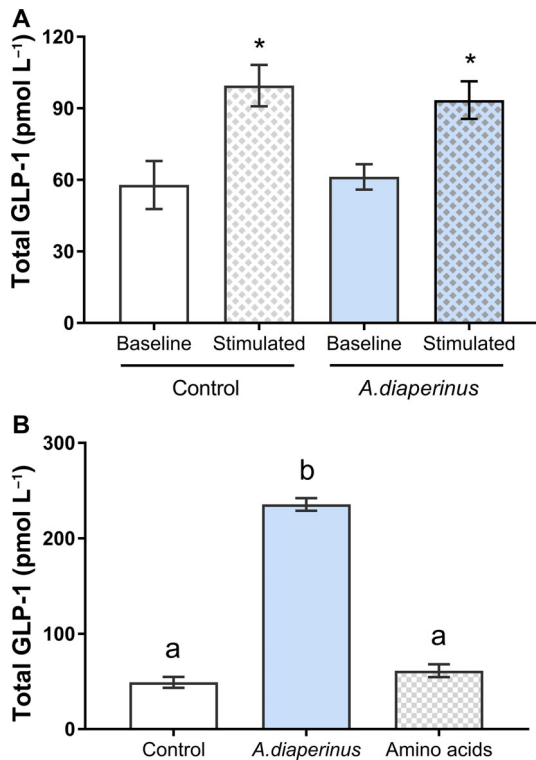 A
Total GLP-1 (pmol L⁻¹)
120
90
60
30
0
* *
Baseline Stimulated Baseline Stimulated
Control A.diaperinus
B
Total GLP-1 (pmol L⁻¹)
300
200
100
0
a b a
Control A.diaperinus Amino acids